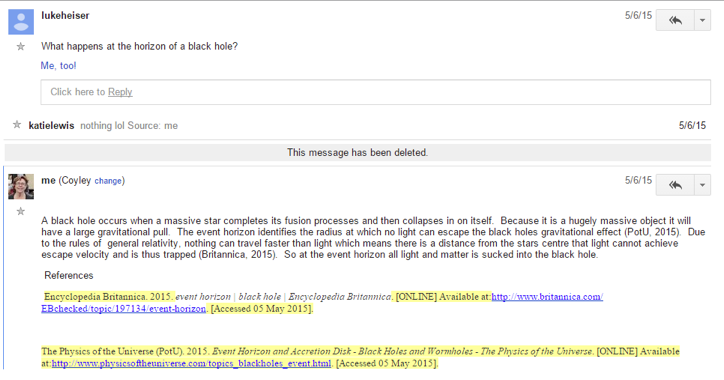 lukeheiser 5/6/15
What happens at the horizon of a black hole?
Me, too!
Click here to Reply
katielewis nothing lol Source: me 5/6/15
This message has been deleted.
me (Coyley change) 5/6/15
A black hole occurs when a massive star completes its fusion processes and then collapses in on itself. Because it is a hugely massive object it will
have a large gravitational pull. The event horizon identifies the radius at which no light can escape the black holes gravitational effect (PotU, 2015). Due
to the rules of general relativity, nothing can travel faster than light which means there is a distance from the stars centre that light cannot achieve
escape velocity and is thus trapped (Britannica, 2015). So at the event horizon all light and matter is sucked into the black hole.
References
Encyclopedia Britannica. 2015. event horizon | black hole | Encyclopedia Britannica. [ONLINE] Available at:http://www.britannica.com/
EBchecked/topic/197134/event-horizon. [Accessed 05 May 2015].
The Physics of the Universe (PotU). 2015. Event Horizon and Accretion Disk - Black Holes and Wormholes - The Physics of the Universe. [ONLINE] Available
at:http://www.physicsoftheuniverse.com/topics_blackholes_event.html. [Accessed 05 May 2015].